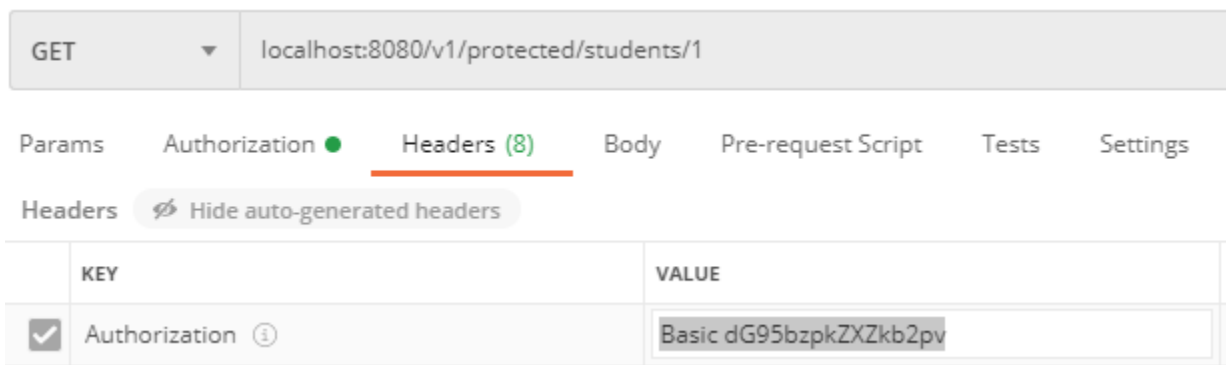 GET localhost:8080/v1/protected/students/1
Params Authorization Headers (8) Body Pre-request Script Tests Settings
Headers Hide auto-generated headers
KEY VALUE
Authorization Basic dG95bzpkZXZkb2pv